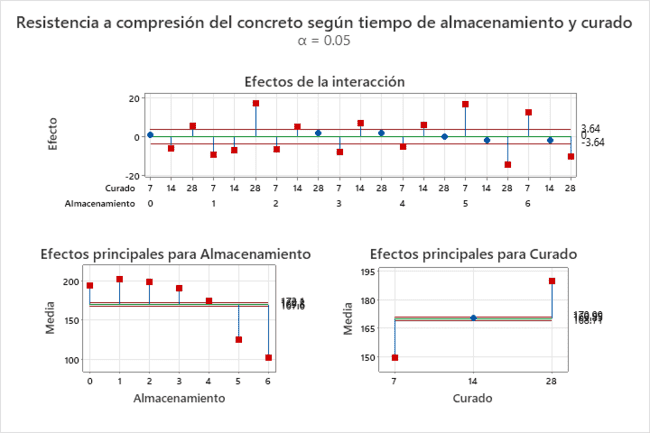 Resistencia a compresión del concreto según tiempo de almacenamiento y curado
α = 0.05
Efectos de la interacción
Efecto
20
0
-20
3.64
0
-3.64
Curado 7 14 28 7 14 28 7 14 28 7 14 28 7 14 28 7 14 28 7 14 28
Almacenamiento 0 1 2 3 4 5 6
Efectos principales para Almacenamiento
Media
200
150
100
0 1 2 3 4 5 6
Almacenamiento
Efectos principales para Curado
Media
195
180
165
150
7 14 28
Curado